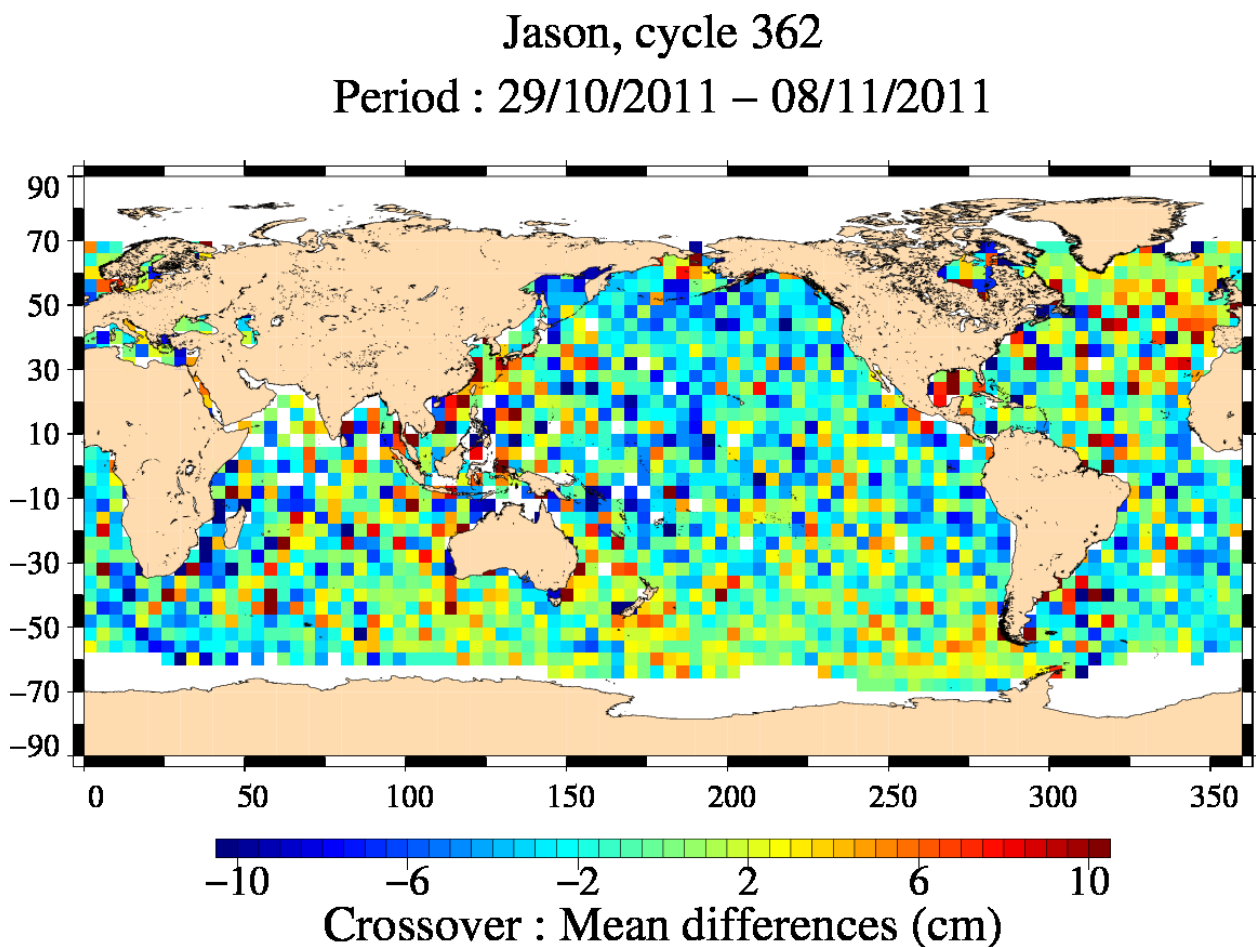 Jason, cycle 362
Period : 29/10/2011 – 08/11/2011
90
70
50
30
10
−10
−30
−50
−70
−90
0 50 100 150 200 250 300 350
−10 −6 −2 2 6 10
Crossover : Mean differences (cm)